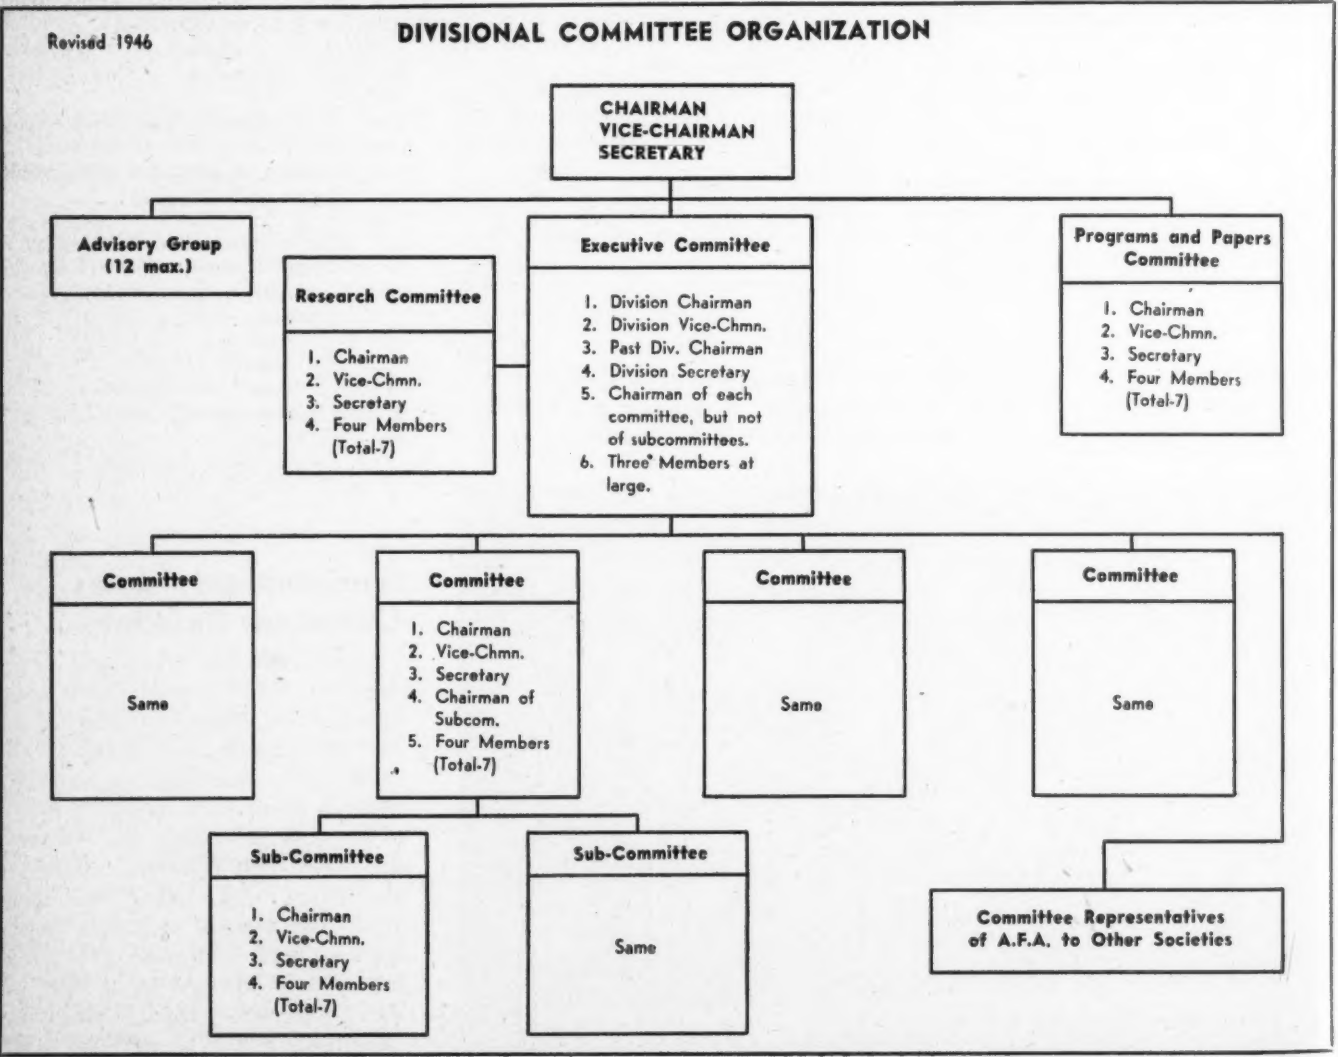 Revised 1946
DIVISIONAL COMMITTEE ORGANIZATION
CHAIRMAN
VICE-CHAIRMAN
SECRETARY
Advisory Group
(12 max.)
Research Committee
1. Chairman
2. Vice-Chmn.
3. Secretary
4. Four Members
(Total-7)
Executive Committee
1. Division Chairman
2. Division Vice-Chmn.
3. Past Div. Chairman
4. Division Secretary
5. Chairman of each
committee, but not
of subcommittees.
6. Three Members at
large.
Programs and Papers
Committee
1. Chairman
2. Vice-Chmn.
3. Secretary
4. Four Members
(Total-7)
Committee
Same
Committee
1. Chairman
2. Vice-Chmn.
3. Secretary
4. Chairman of
Subcom.
5. Four Members
(Total-7)
Committee
Same
Committee
Same
Sub-Committee
1. Chairman
2. Vice-Chmn.
3. Secretary
4. Four Members
(Total-7)
Sub-Committee
Same
Committee Representatives
of A.F.A. to Other Societies